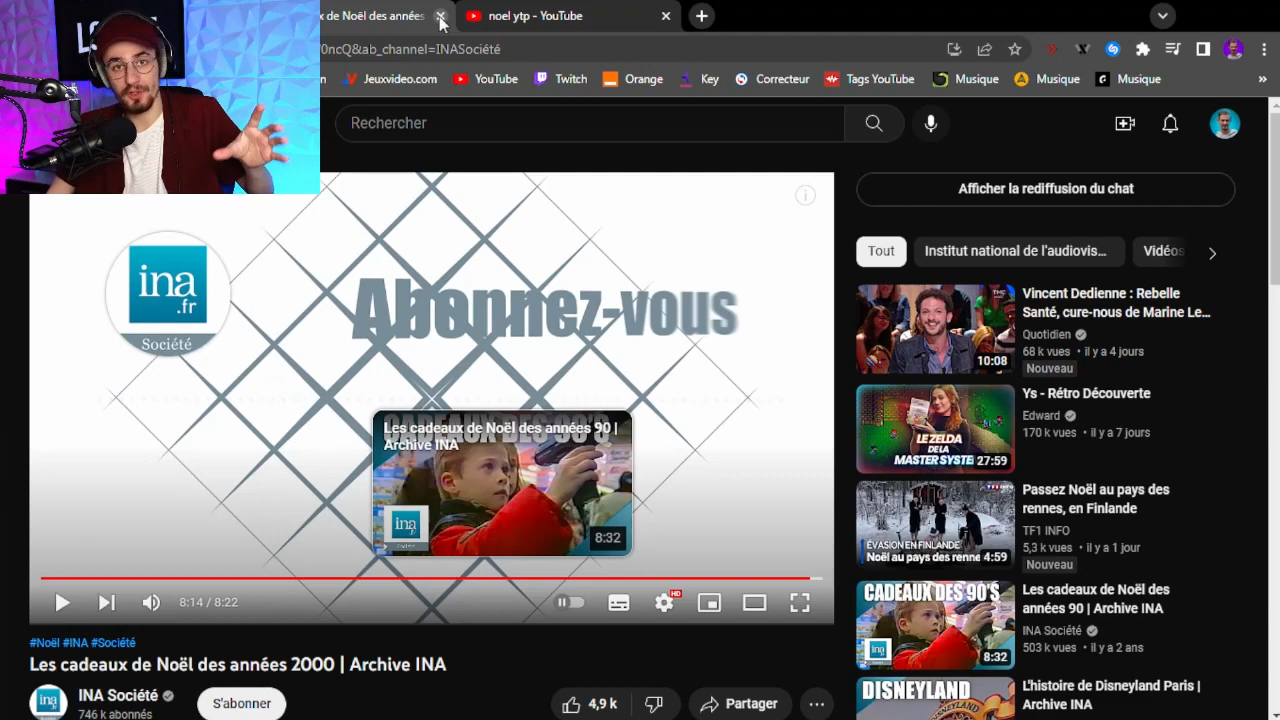 x de Noël des années
noel ytp - YouTube
0ncQ&ab_channel=INASociété
Jeuxvideo.com
YouTube
Twitch
Orange
Key
Correcteur
Tags YouTube
Musique
Musique
Musique
Rechercher
Afficher la rediffusion du chat
ina
.fr
Société
Abonnez-vous
Les cadeaux de Noël des années 90 |
Archive INA
ina
8:32
8:14 / 8:22
HD
#Noël #INA #Société
Les cadeaux de Noël des années 2000 | Archive INA
INA Société
746 k abonnés
S'abonner
4,9 k
Partager
Tout
Institut national de l'audiovis...
Vidéos
Vincent Dedienne : Rebelle
Santé, cure-nous de Marine Le...
Quotidien
68 k vues • il y a 4 jours
Nouveau
TMC
10:08
Ys - Rétro Découverte
Edward
170 k vues • il y a 7 jours
LE ZELDA
DE LA
MASTER SYSTE
27:59
Passez Noël au pays des
rennes, en Finlande
TF1 INFO
5,3 k vues • il y a 1 jour
Nouveau
ÉVASION EN FINLANDE
Noël au pays des renne
4:59
Les cadeaux de Noël des
années 90 | Archive INA
INA Société
503 k vues • il y a 2 ans
CADEAUX DES 90'S
ina
8:32
L'histoire de Disneyland Paris |
Archive INA
DISNEYLAND